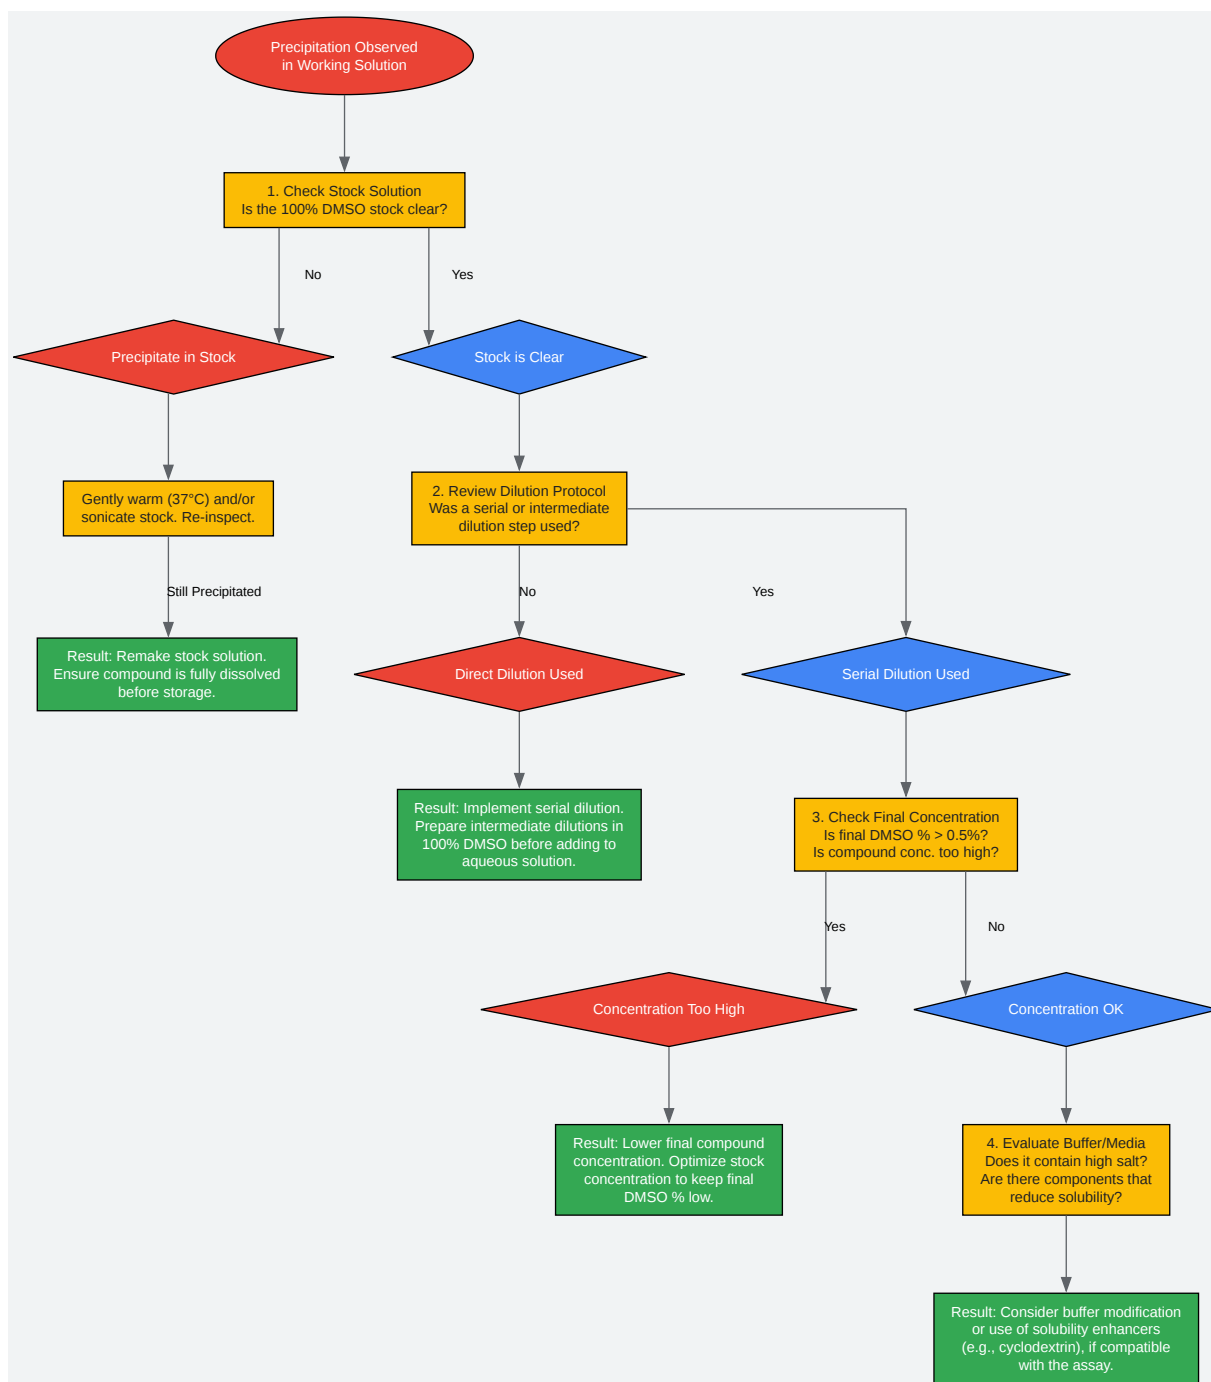 Precipitation Observed
in Working Solution
1. Check Stock Solution
Is the 100% DMSO stock clear?
No
Yes
Precipitate in Stock
Stock is Clear
Gently warm (37°C) and/or
sonicate stock. Re-inspect.
2. Review Dilution Protocol
Was a serial or intermediate
dilution step used?
Still Precipitated
No
Yes
Result: Remake stock solution.
Ensure compound is fully dissolved
before storage.
Direct Dilution Used
Serial Dilution Used
Result: Implement serial dilution.
Prepare intermediate dilutions in
100% DMSO before adding to
aqueous solution.
3. Check Final Concentration
Is final DMSO % > 0.5%?
Is compound conc. too high?
Yes
No
Concentration Too High
Concentration OK
Result: Lower final compound
concentration. Optimize stock
concentration to keep final
DMSO % low.
4. Evaluate Buffer/Media
Does it contain high salt?
Are there components that
reduce solubility?
Result: Consider buffer modification
or use of solubility enhancers
(e.g., cyclodextrin), if compatible
with the assay.